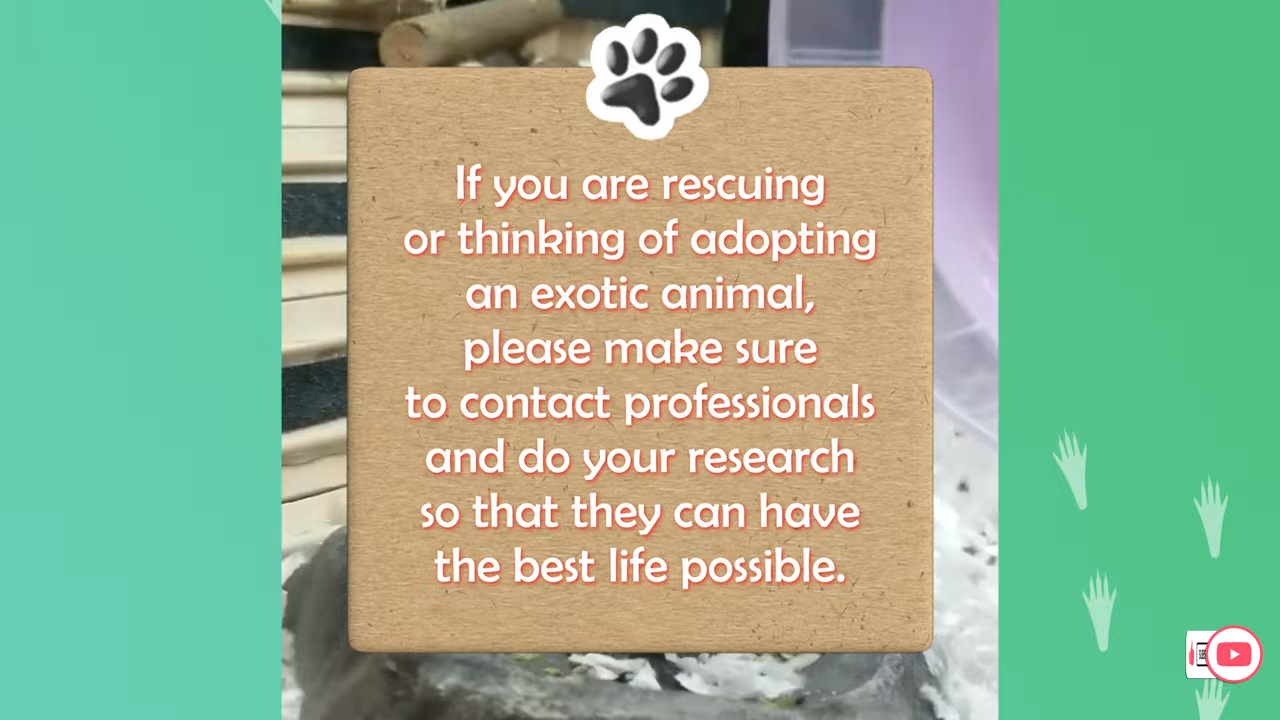 If you are rescuing
or thinking of adopting
an exotic animal,
please make sure
to contact professionals
and do your research
so that they can have
the best life possible.